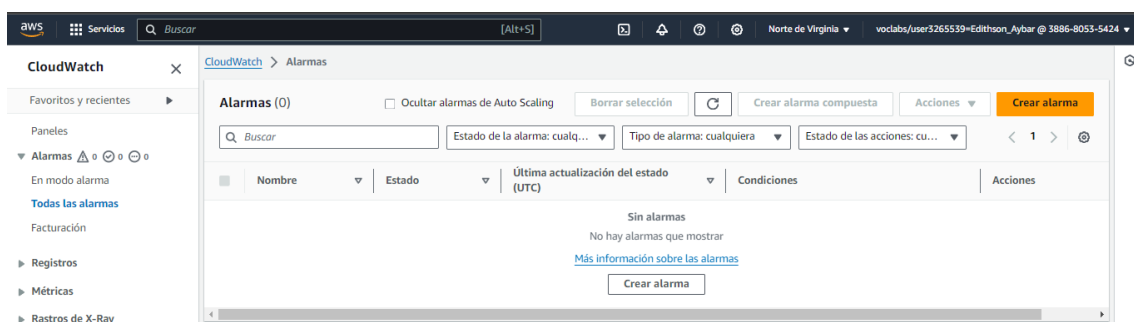 aws Servicios Buscar [Alt+S] Norte de Virginia voclabs/user3265539=Edithson_Aybar @ 3886-8053-5424
CloudWatch
Favoritos y recientes
Paneles
Alarmas 0 0 0
En modo alarma
Todas las alarmas
Facturación
Registros
Métricas
Rastros de X-Ray
CloudWatch > Alarmas
Alarmas (0) Ocultar alarmas de Auto Scaling Borrar selección Crear alarma compuesta Acciones Crear alarma
Buscar Estado de la alarma: cualq... Tipo de alarma: cualquiera Estado de las acciones: cu... < 1 >
Nombre Estado Última actualización del estado (UTC) Condiciones Acciones
Sin alarmas
No hay alarmas que mostrar
Más información sobre las alarmas
Crear alarma